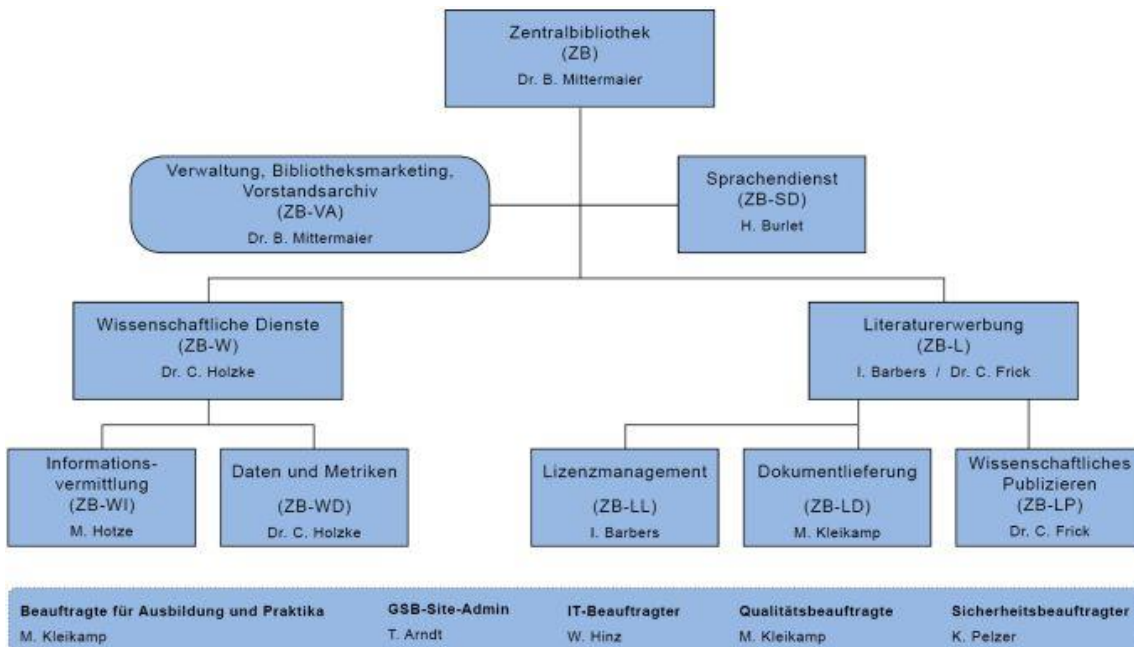 Zentralbibliothek
(ZB)
Dr. B. Mittermaier
Verwaltung, Bibliotheksmarketing,
Vorstandsarchiv
(ZB-VA)
Dr. B. Mittermaier
Sprachendienst
(ZB-SD)
H. Burlet
Wissenschaftliche Dienste
(ZB-W)
Dr. C. Holzke
Literaturerwerbung
(ZB-L)
I. Barbers / Dr. C. Frick
Informations-
vermittlung
(ZB-WI)
M. Hotze
Daten und Metriken
(ZB-WD)
Dr. C. Holzke
Lizenzmanagement
(ZB-LL)
I. Barbers
Dokumentlieferung
(ZB-LD)
M. Kleikamp
Wissenschaftliches
Publizieren
(ZB-LP)
Dr. C. Frick
Beauftragte für Ausbildung und Praktika
M. Kleikamp
GSB-Site-Admin
T. Arndt
IT-Beauftragter
W. Hinz
Qualitätsbeauftragte
M. Kleikamp
Sicherheitsbeauftragter
K. Pelzer